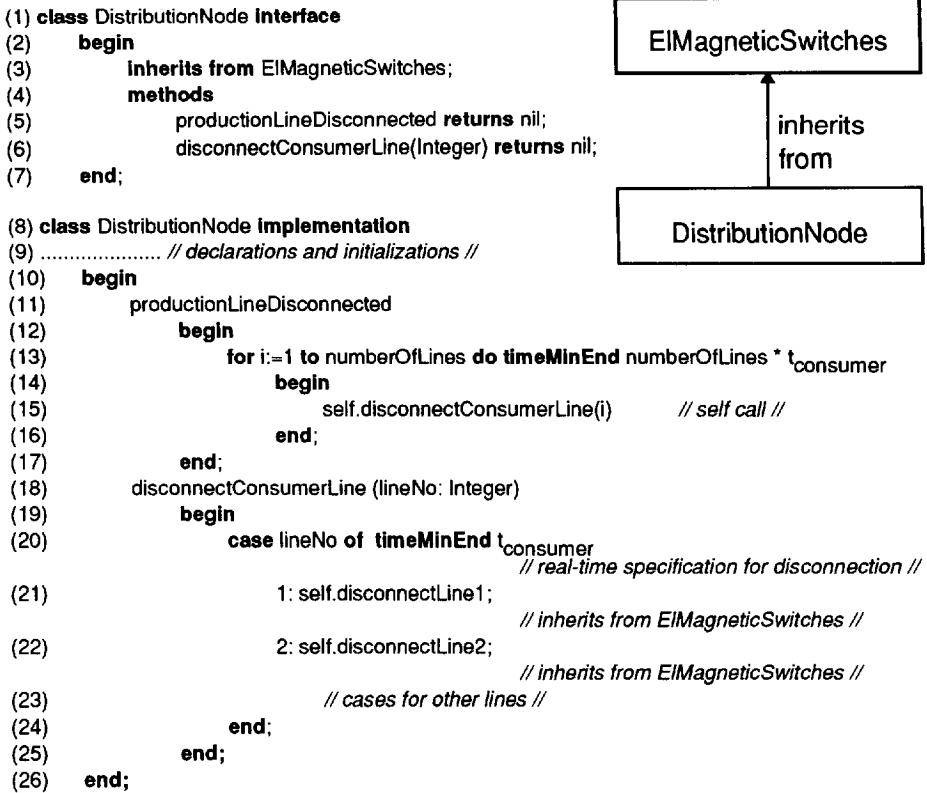 (1) class DistributionNode interface
(2) begin
(3) inherits from ElMagneticSwitches;
(4) methods
(5) productionLineDisconnected returns nil;
(6) disconnectConsumerLine(Integer) returns nil;
(7) end;
ElMagneticSwitches
inherits
from
DistributionNode
(8) class DistributionNode implementation
(9) ...................... // declarations and initializations //
(10) begin
(11) productionLineDisconnected
(12) begin
(13) for i:=1 to numberOfLines do timeMinEnd numberOfLines * tconsumer
(14) begin
(15) self.disconnectConsumerLine(i) // self call //
(16) end;
(17) end;
(18) disconnectConsumerLine (lineNo: Integer)
(19) begin
(20) case lineNo of timeMinEnd tconsumer
// real-time specification for disconnection //
(21) 1: self.disconnectLine1;
// inherits from ElMagneticSwitches //
(22) 2: self.disconnectLine2;
// inherits from ElMagneticSwitches //
(23) // cases for other lines //
(24) end;
(25) end;
(26) end;